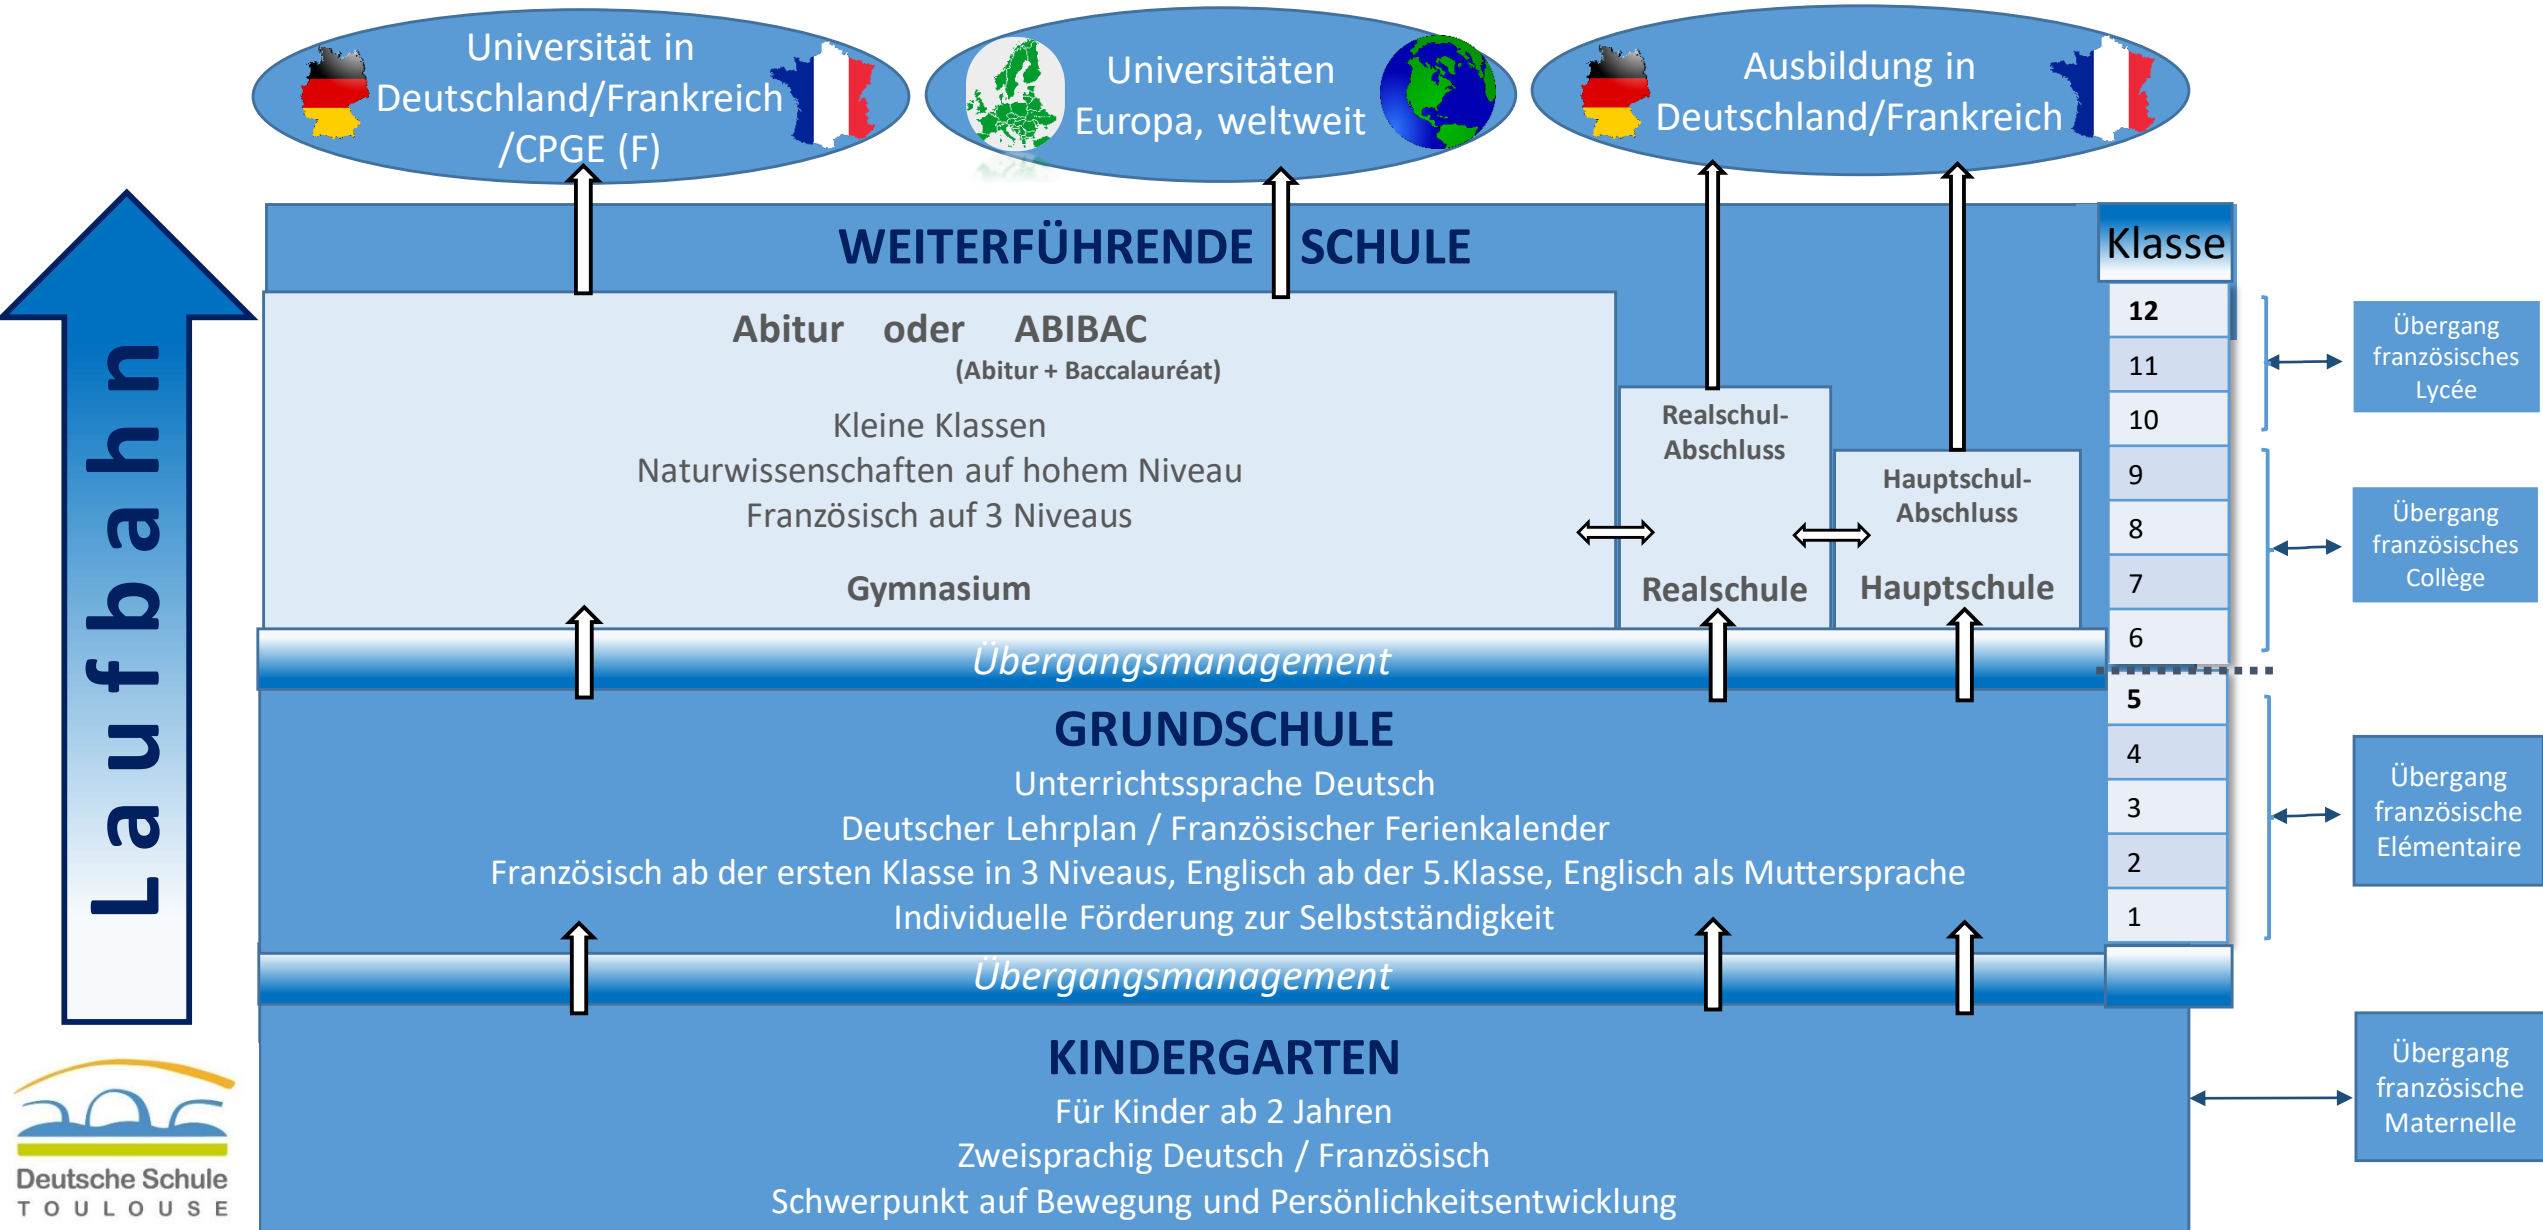 Universität in
Deutschland/Frankreich
/CPGE (F)
Universitäten
Europa, weltweit
Ausbildung in
Deutschland/Frankreich
Laufbahn
WEITERFÜHRENDE SCHULE
Abitur oder ABIBAC
(Abitur + Baccalauréat)
Kleine Klassen
Naturwissenschaften auf hohem Niveau
Französisch auf 3 Niveaus
Gymnasium
Realschul-
Abschluss
Realschule
Hauptschul-
Abschluss
Hauptschule
Übergangsmanagement
GRUNDSCHULE
Unterrichtssprache Deutsch
Deutscher Lehrplan / Französischer Ferienkalender
Französisch ab der ersten Klasse in 3 Niveaus, Englisch ab der 5.Klasse, Englisch als Muttersprache
Individuelle Förderung zur Selbstständigkeit
Übergangsmanagement
KINDERGARTEN
Für Kinder ab 2 Jahren
Zweisprachig Deutsch / Französisch
Schwerpunkt auf Bewegung und Persönlichkeitsentwicklung
Klasse
12
11
10
9
8
7
6
5
4
3
2
1
Übergang
französisches
Lycée
Übergang
französisches
Collège
Übergang
französische
Elémentaire
Übergang
französische
Maternelle
Deutsche Schule
TOULOUSE